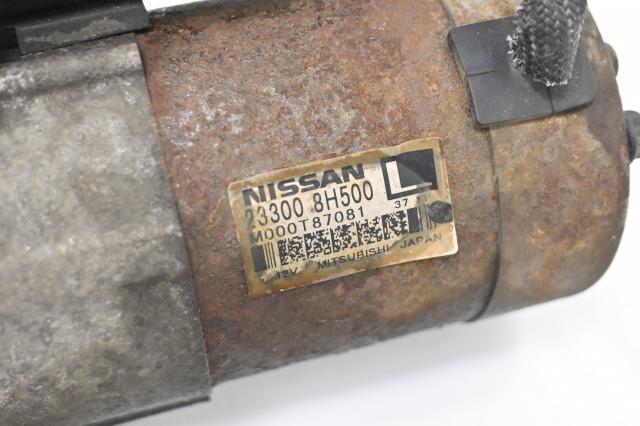 NISSAN
23300 8H500 L
M000T87081 37
12V MITSUBISHI JAPAN